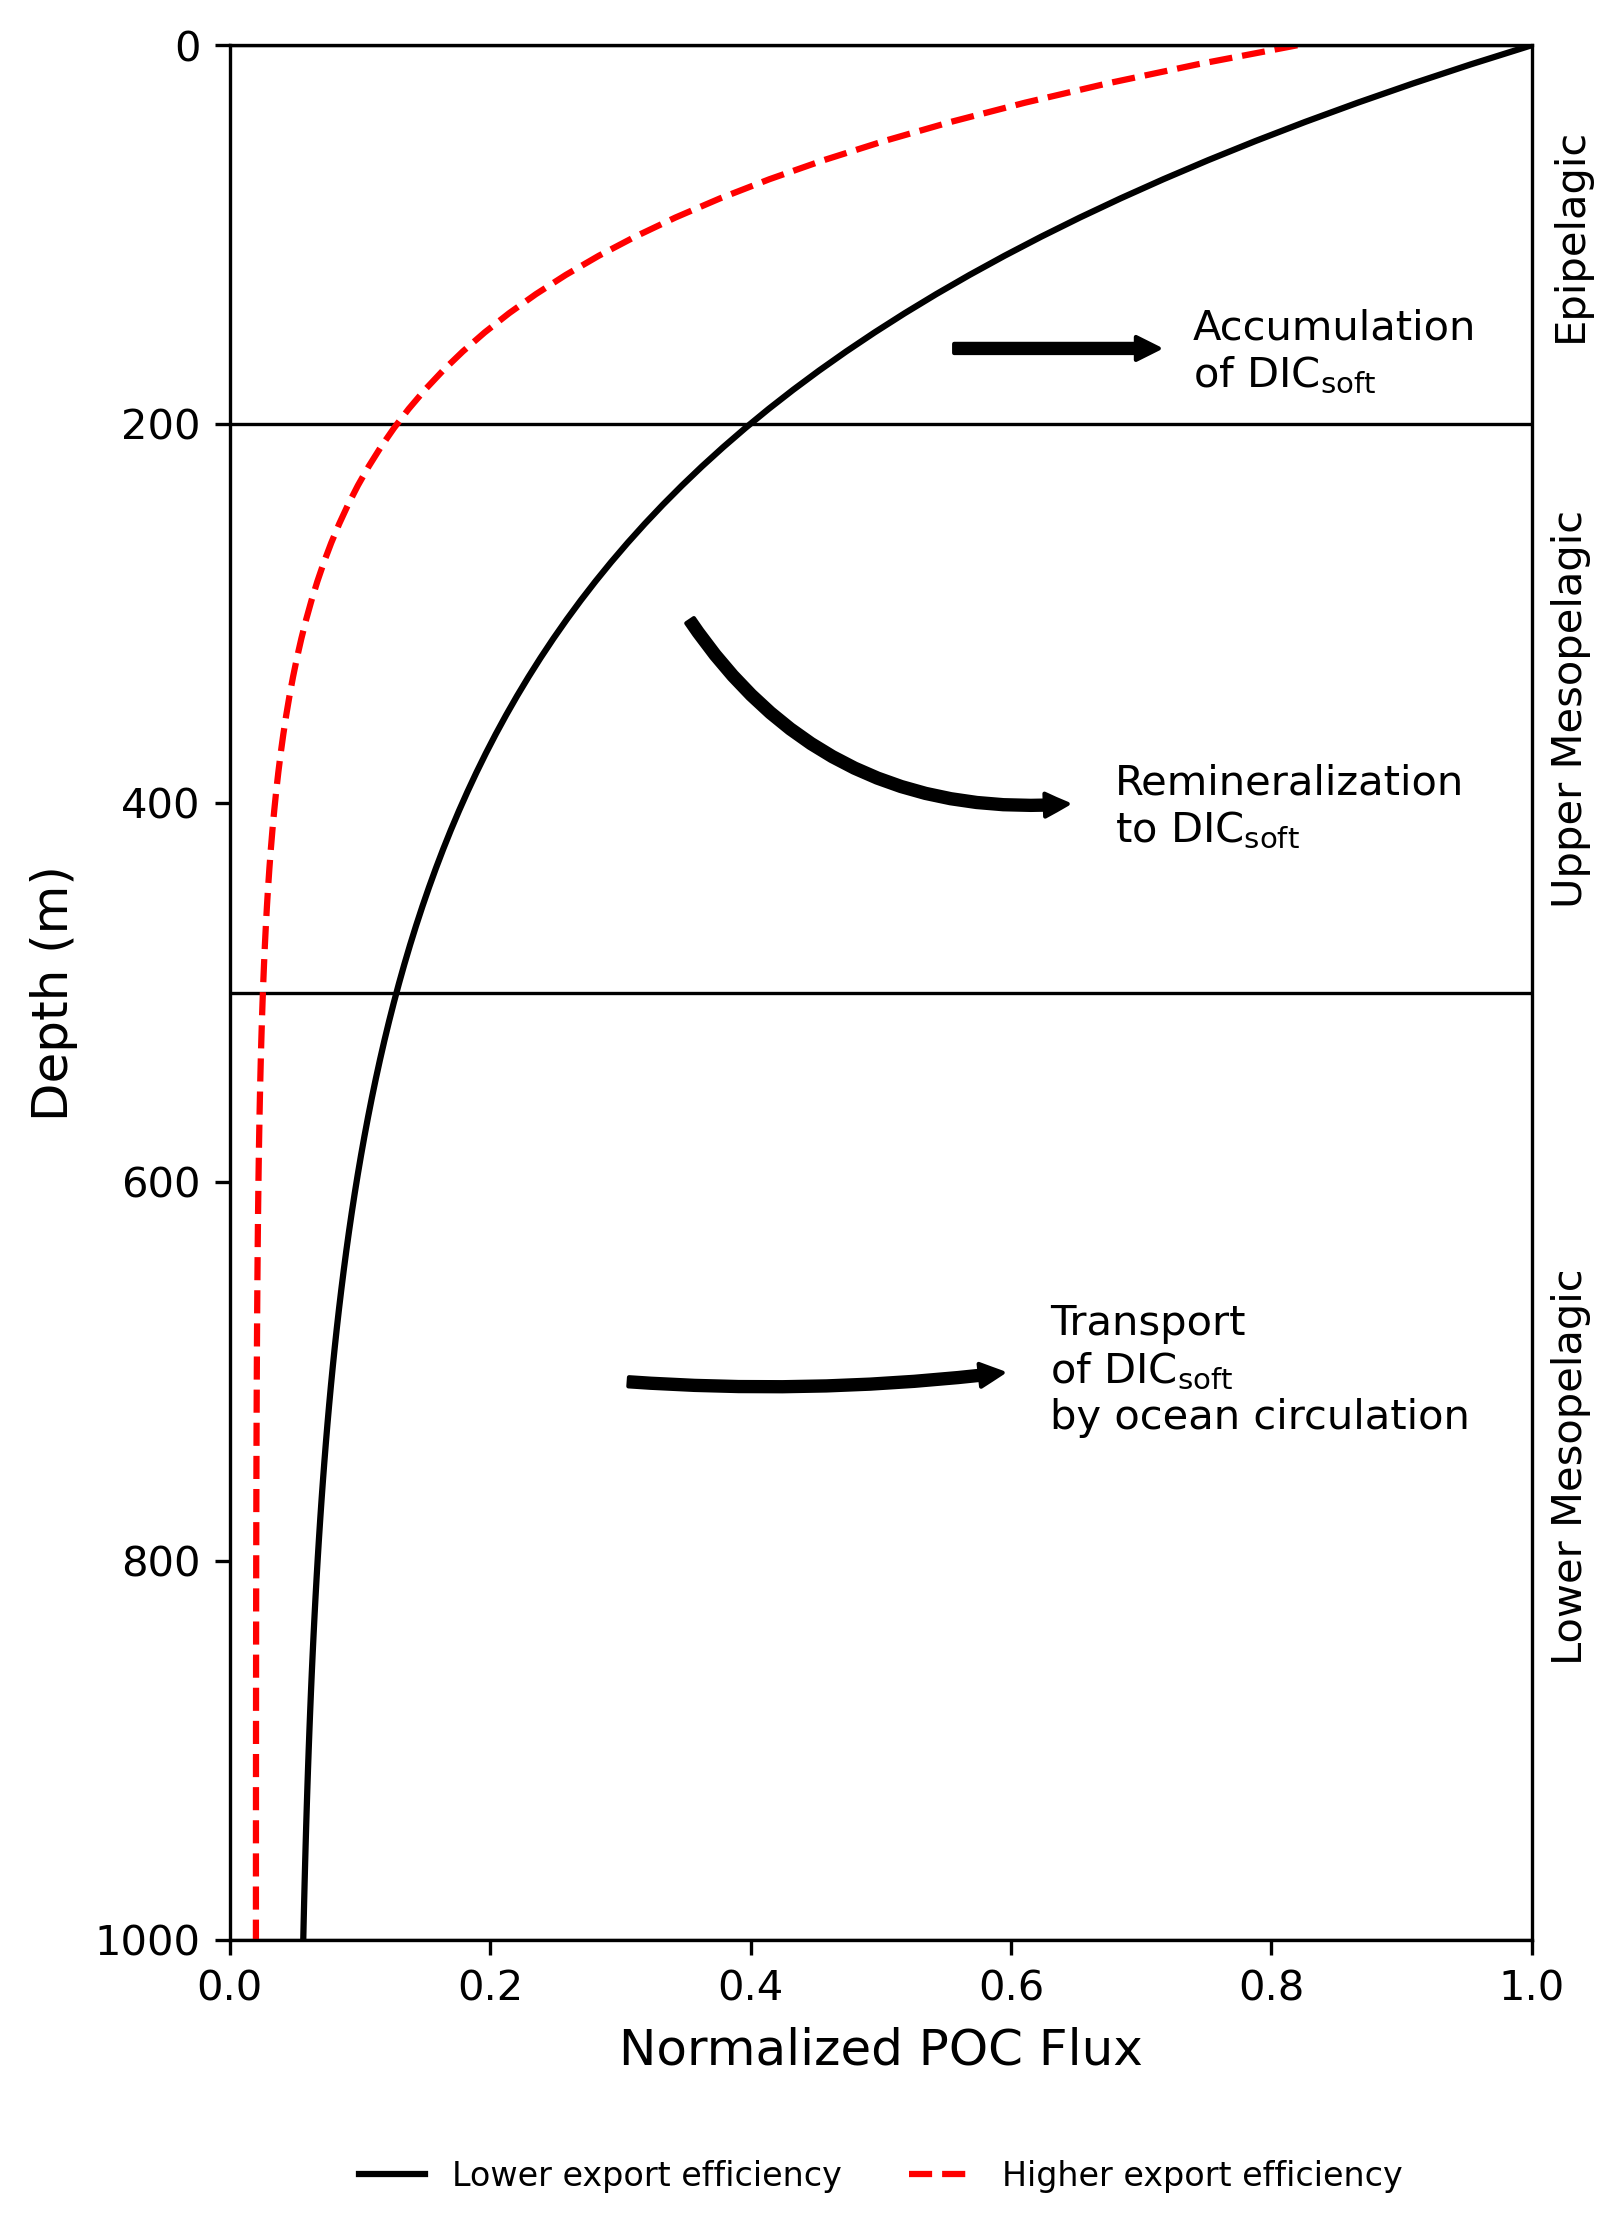 0
200
400
600
800
1000
Depth (m)
0.0
0.2
0.4
0.6
0.8
1.0
Normalized POC Flux
Epipelagic
Upper Mesopelagic
Lower Mesopelagic
Accumulation
of DICsoft
Remineralization
to DICsoft
Transport
of DICsoft
by ocean circulation
Lower export efficiency
Higher export efficiency